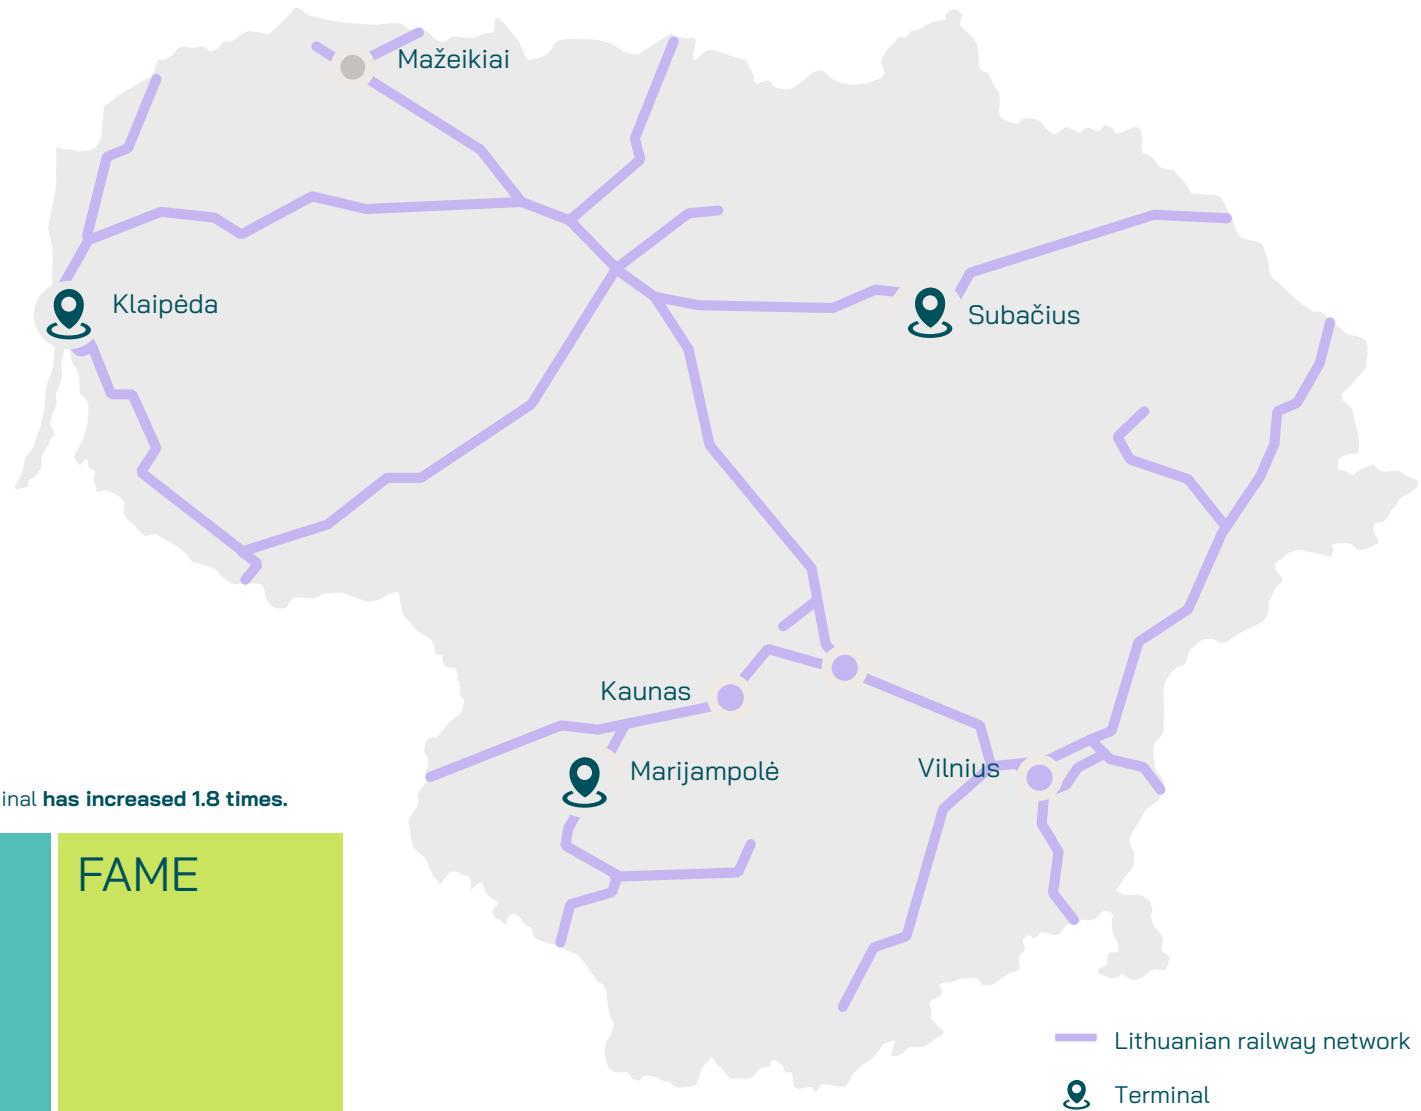 Mažeikiai
Klaipėda
Subačius
Kaunas
Marijampolė
Vilnius
inal has increased 1.8 times.
FAME
Lithuanian railway network
Terminal